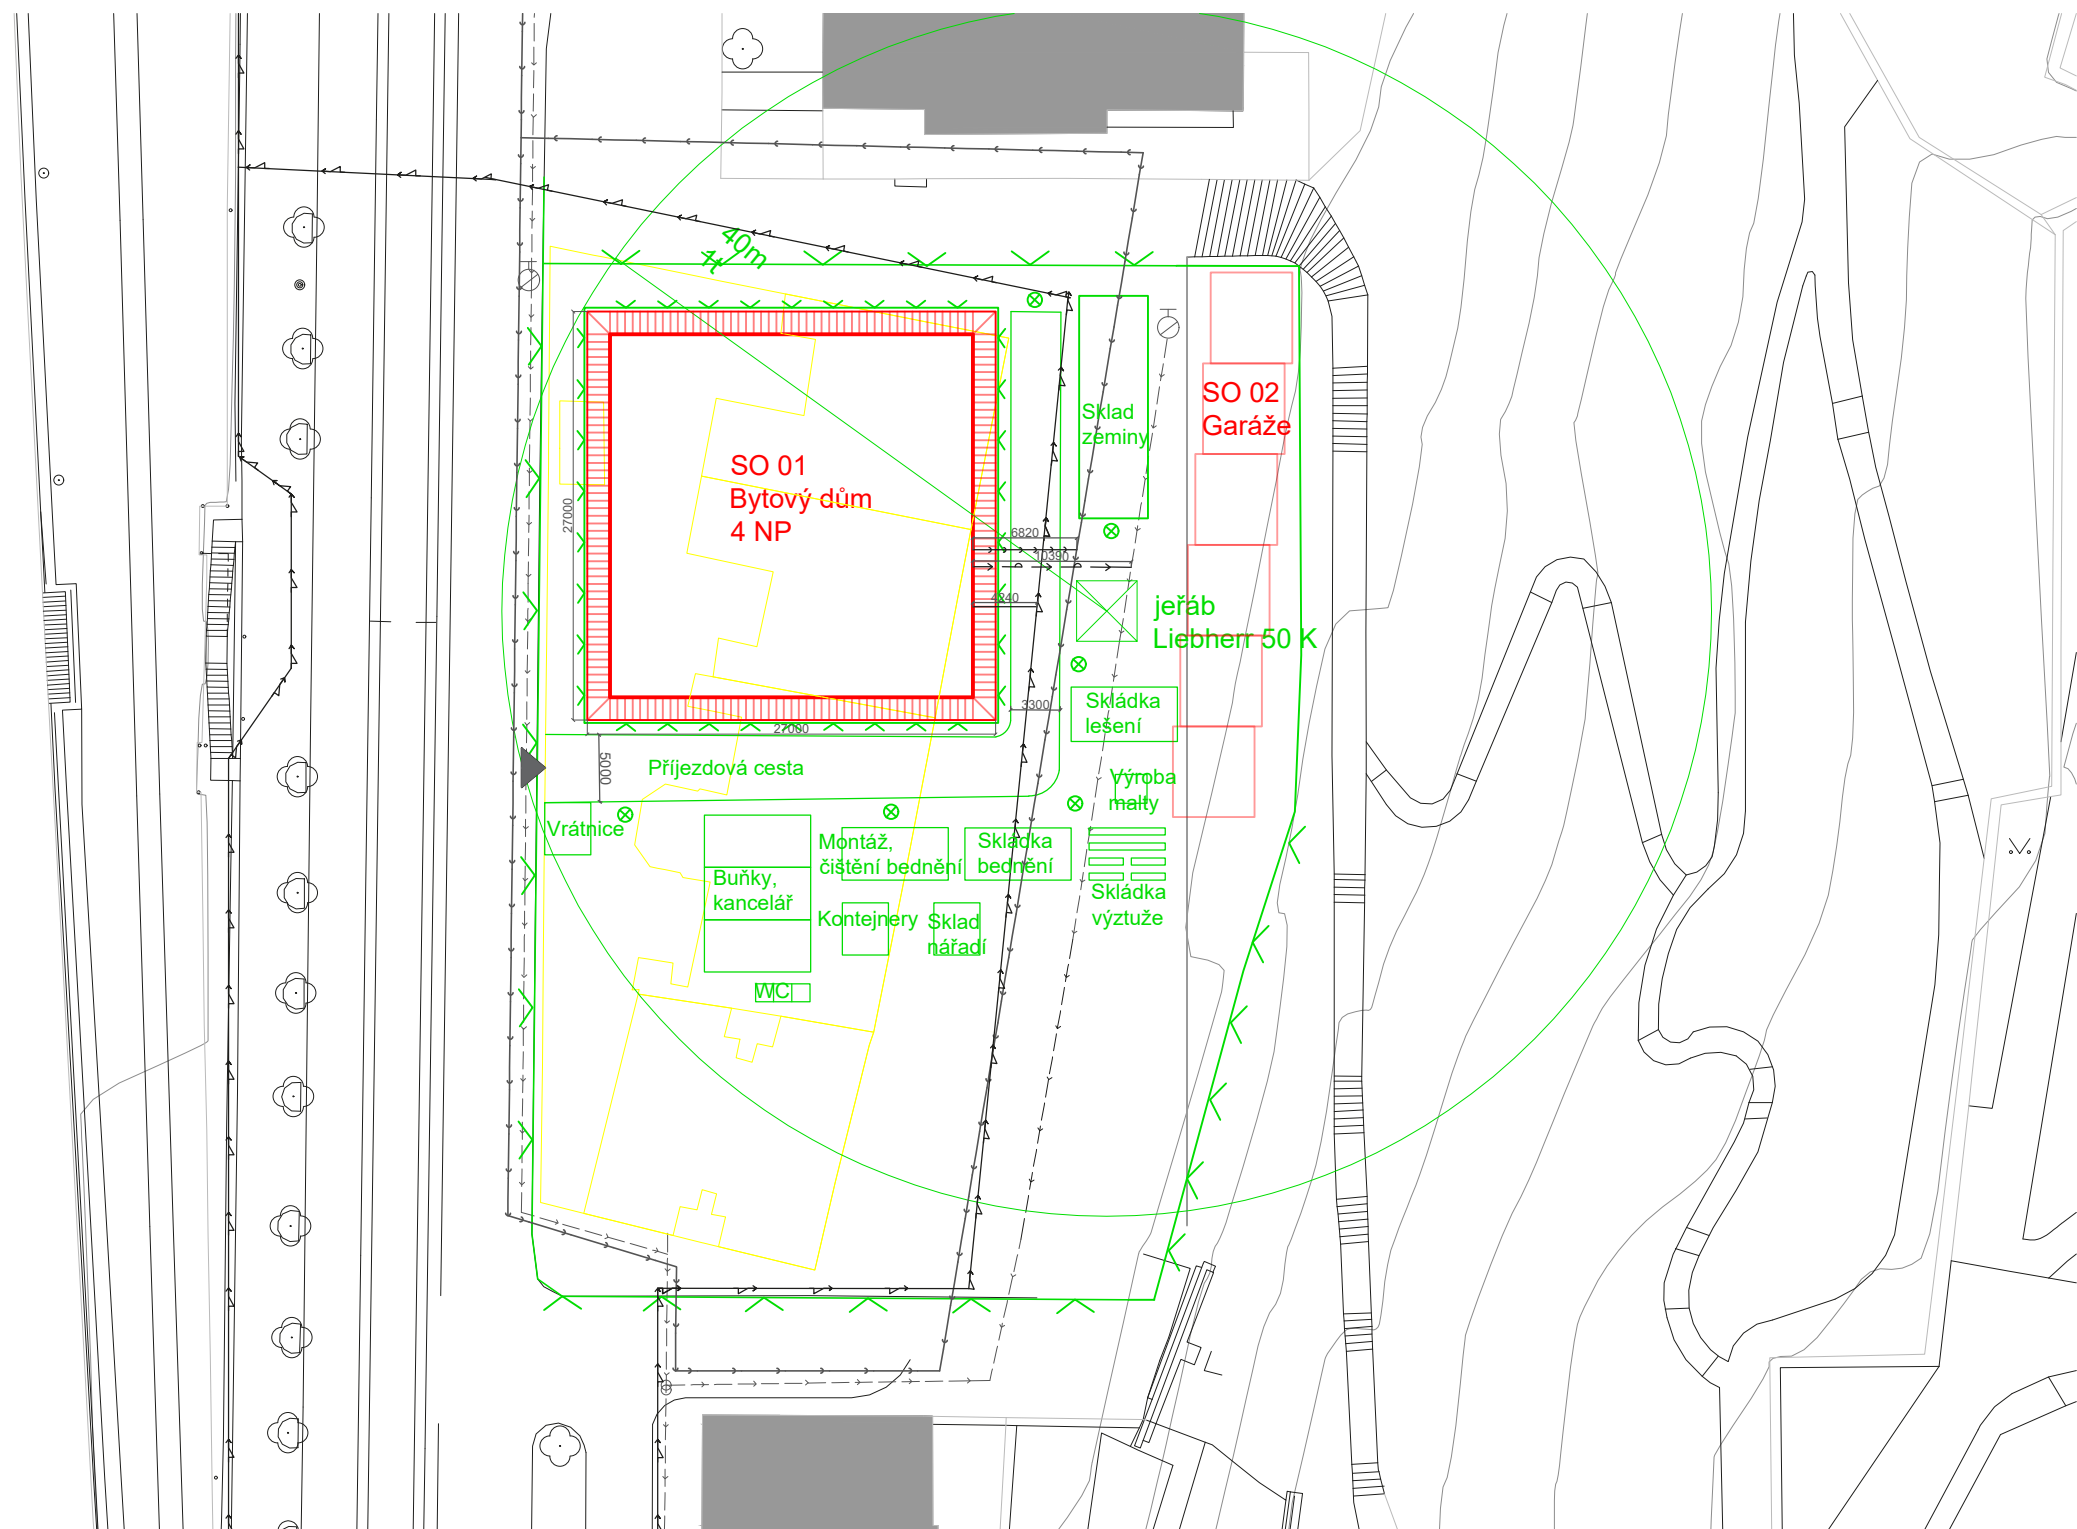 40m
1t
SO 01
Bytový dům
4 NP
27000
27000
SO 02
Garáže
Sklad
zeminy
6820
10390
4240
jeřáb
Liebherr 50 K
3300
Skládka
lešení
5000
Příjezdová cesta
Výroba
malty
Vrátnice
Buňky,
kancelář
Montáž,
čištění bednění
Skládka
bednění
Skládka
výztuže
Kontejnery
Sklad
nářadí
WC